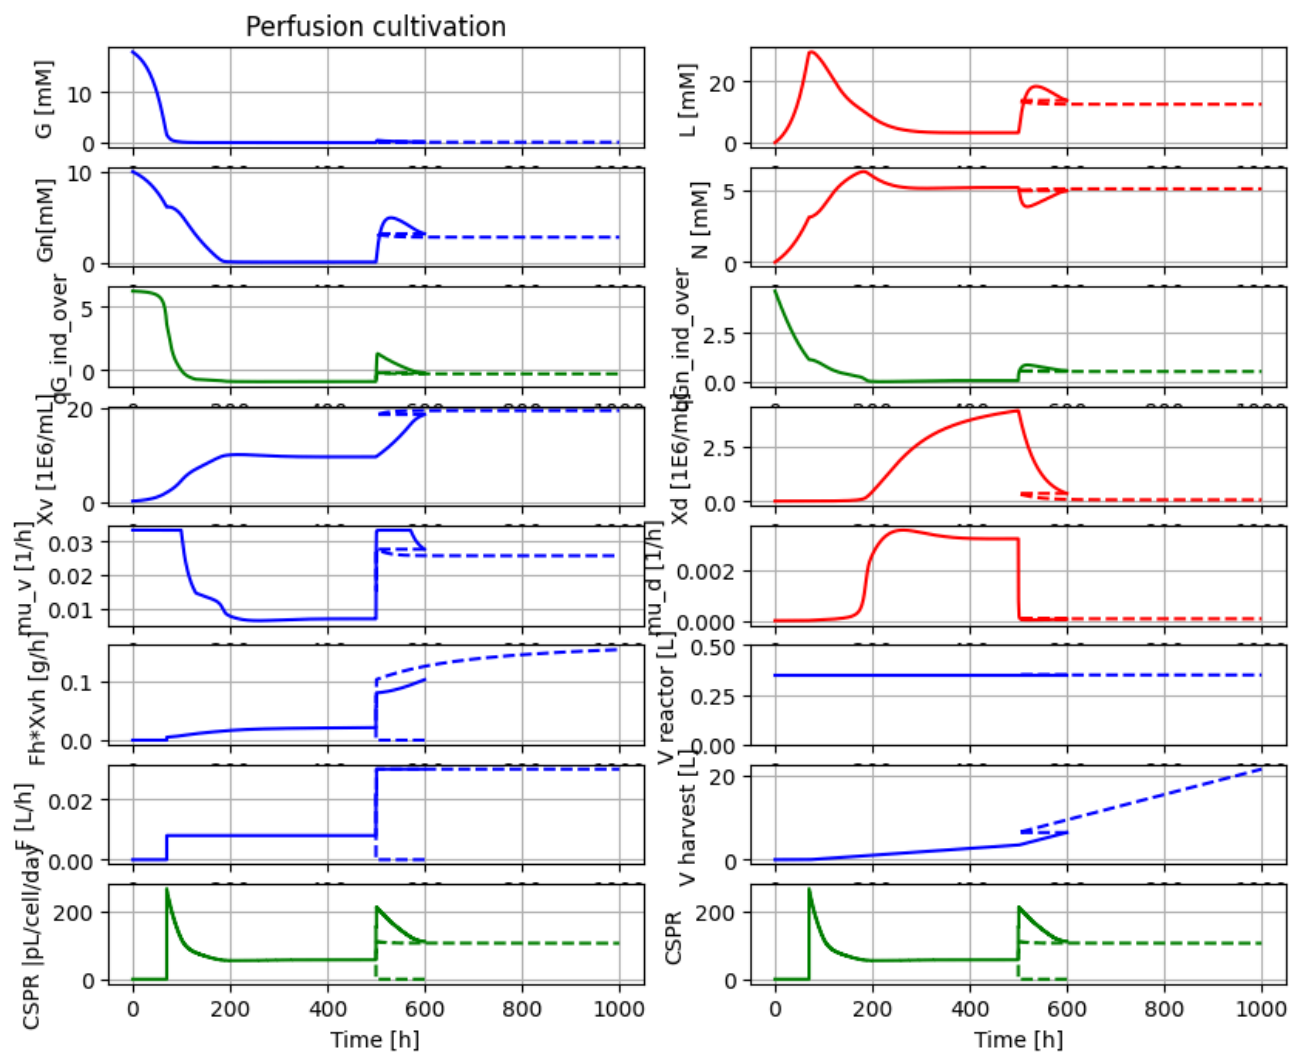 Perfusion cultivation
G [mM]
10
0
L [mM]
20
0
Gn[mM]
10
5
0
N [mM]
5
0
qG_ind_over
5
0
qGn_ind_over
2.5
0.0
Xv [1E6/mL]
20
0
Xd [1E6/mL]
2.5
0.0
mu_v [1/h]
0.03
0.02
0.01
mu_d [1/h]
0.002
0.000
Fh*Xvh [g/h]
0.1
0.0
V reactor [L]
0.50
0.25
0.00
F [L/h]
0.02
0.00
V harvest [L]
20
0
CSPR |pL/cell/day
200
0
CSPR
200
0
0 200 400 600 800 1000
Time [h]
0 200 400 600 800 1000
Time [h]